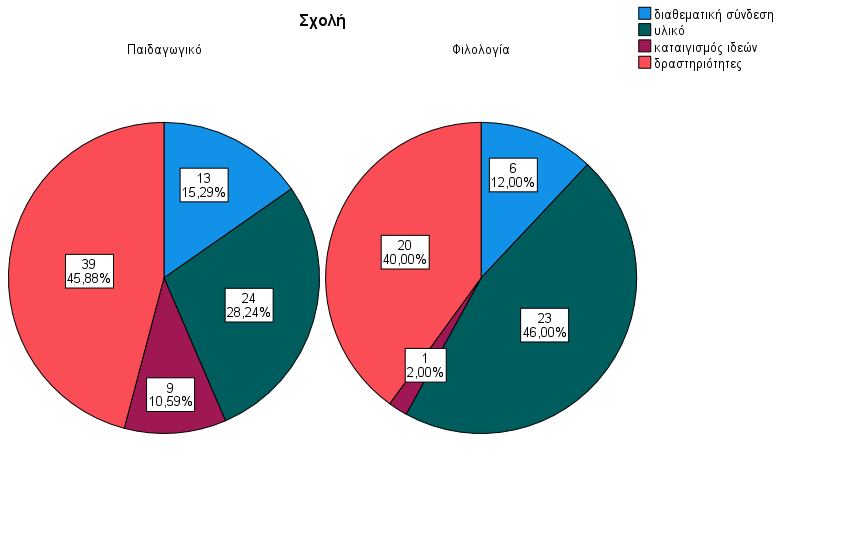 Σχολή
διαθεματική σύνδεση
υλικό
καταιγισμός ιδεών
δραστηριότητες
Παιδαγωγικό
Φιλολογία
13
15,29%
24
28,24%
9
10,59%
39
45,88%
6
12,00%
23
46,00%
1
2,00%
20
40,00%